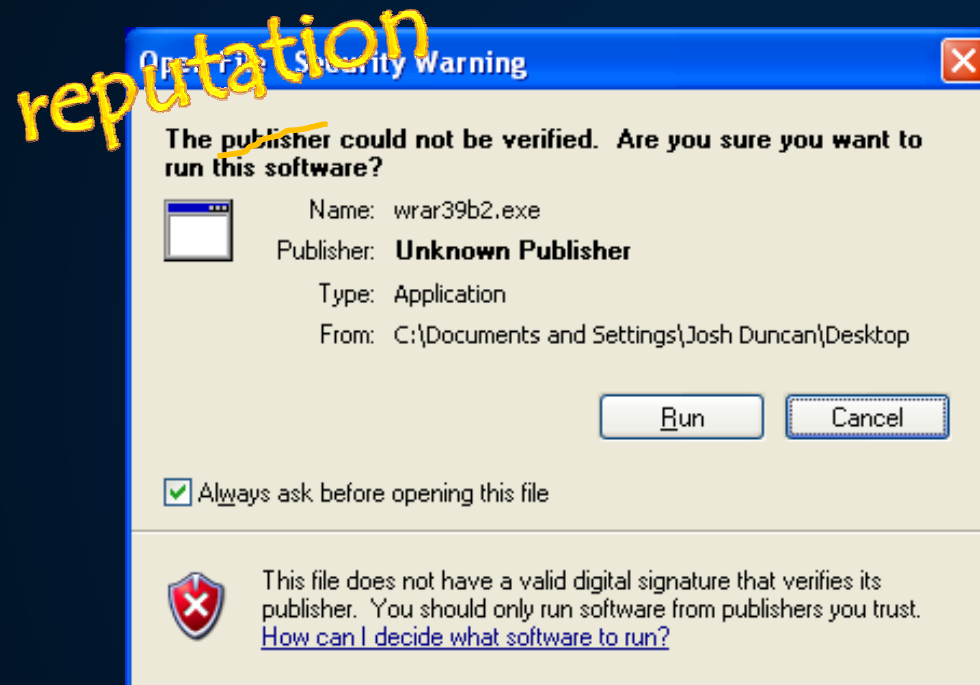 reputation
Open File - Security Warning
The publisher could not be verified.  Are you sure you want to
run this software?
Name: wrar39b2.exe
Publisher: Unknown Publisher
Type: Application
From: C:\Documents and Settings\Josh Duncan\Desktop
Run Cancel
Always ask before opening this file
This file does not have a valid digital signature that verifies its
publisher.  You should only run software from publishers you trust.
How can I decide what software to run?